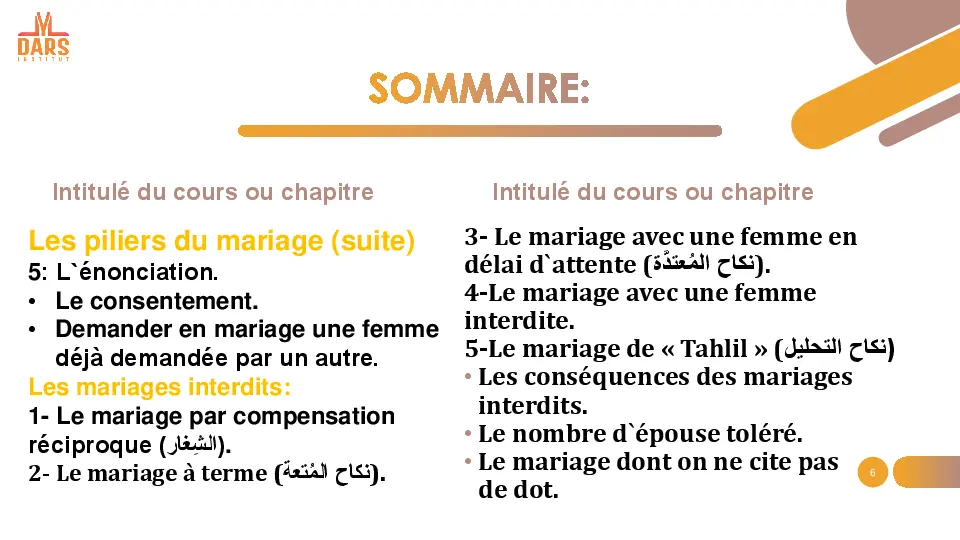 DARS
INSTITUT
SOMMAIRE:
Intitulé du cours ou chapitre
Les piliers du mariage (suite)
5: L`énonciation.
• Le consentement.
• Demander en mariage une femme
déjà demandée par un autre.
Les mariages interdits:
1- Le mariage par compensation
réciproque (الشِغار).
2- Le mariage à terme (نكاح المُتعة).
Intitulé du cours ou chapitre
3- Le mariage avec une femme en
délai d`attente (نكاح المُعتدَّة).
4-Le mariage avec une femme
interdite.
5-Le mariage de « Tahlil » (نكاح التحليل)
• Les conséquences des mariages
interdits.
• Le nombre d`épouse toléré.
• Le mariage dont on ne cite pas
de dot.
6